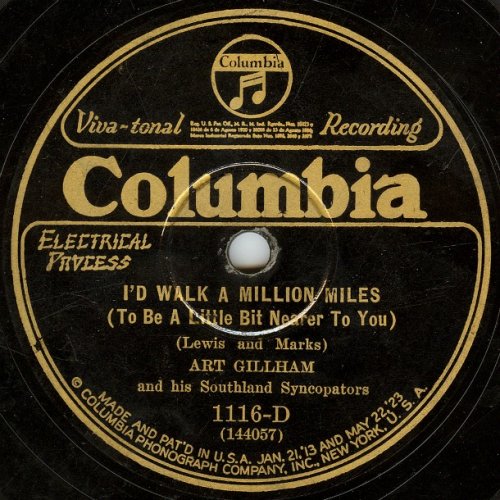 Columbia
Viva-tonal Recording
Columbia
ELECTRICAL
PROCESS
I'D WALK A MILLION MILES
(To Be A Little Bit Nearer To You)
(Lewis and Marks)
ART GILLHAM
and his Southland Syncopators
1116-D
(144057)
MADE AND PAT'D IN U.S.A. JAN. 21,'13 AND MAY 22,'23
© COLUMBIA PHONOGRAPH COMPANY, INC., NEW YORK, U.S.A.